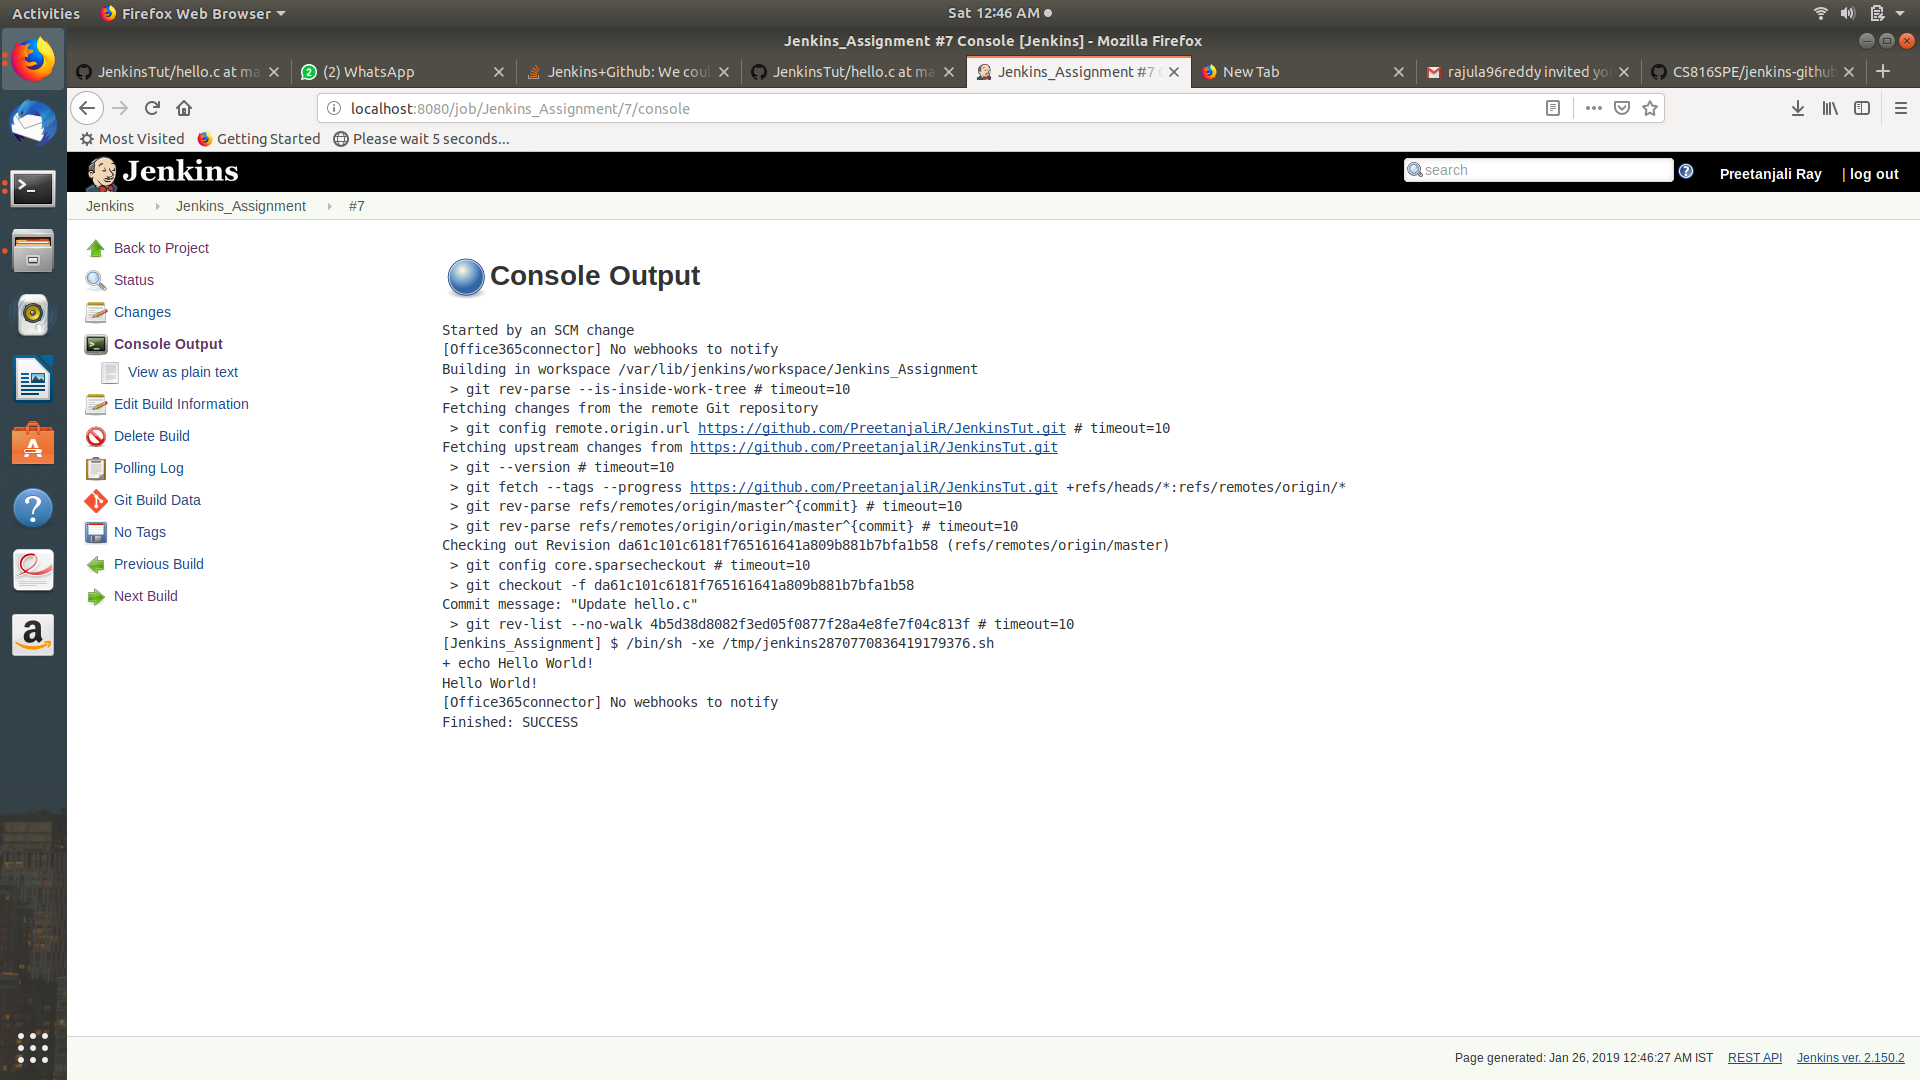 Activities
Firefox Web Browser
Sat 12:46 AM
Jenkins_Assignment #7 Console [Jenkins] - Mozilla Firefox
JenkinsTut/hello.c at ma
(2) WhatsApp
Jenkins+Github: We cou
JenkinsTut/hello.c at ma
Jenkins_Assignment #7
New Tab
rajula96reddy invited yo
CS816SPE/jenkins-github
localhost:8080/job/Jenkins_Assignment/7/console
Most Visited
Getting Started
Please wait 5 seconds...
Jenkins
search
Preetanjali Ray
| log out
Jenkins
Jenkins_Assignment
#7
Back to Project
Status
Changes
Console Output
View as plain text
Edit Build Information
Delete Build
Polling Log
Git Build Data
No Tags
Previous Build
Next Build
Console Output
Started by an SCM change
[Office365connector] No webhooks to notify
Building in workspace /var/lib/jenkins/workspace/Jenkins_Assignment
 > git rev-parse --is-inside-work-tree # timeout=10
Fetching changes from the remote Git repository
 > git config remote.origin.url https://github.com/PreetanjaliR/JenkinsTut.git # timeout=10
Fetching upstream changes from https://github.com/PreetanjaliR/JenkinsTut.git
 > git --version # timeout=10
 > git fetch --tags --progress https://github.com/PreetanjaliR/JenkinsTut.git +refs/heads/*:refs/remotes/origin/*
 > git rev-parse refs/remotes/origin/master^{commit} # timeout=10
 > git rev-parse refs/remotes/origin/origin/master^{commit} # timeout=10
Checking out Revision da61c101c6181f765161641a809b881b7bfa1b58 (refs/remotes/origin/master)
 > git config core.sparsecheckout # timeout=10
 > git checkout -f da61c101c6181f765161641a809b881b7bfa1b58
Commit message: "Update hello.c"
 > git rev-list --no-walk 4b5d38d8082f3ed05f0877f28a4e8fe7f04c813f # timeout=10
[Jenkins_Assignment] $ /bin/sh -xe /tmp/jenkins2870770836419179376.sh
+ echo Hello World!
Hello World!
[Office365connector] No webhooks to notify
Finished: SUCCESS
Page generated: Jan 26, 2019 12:46:27 AM IST
REST API
Jenkins ver. 2.150.2